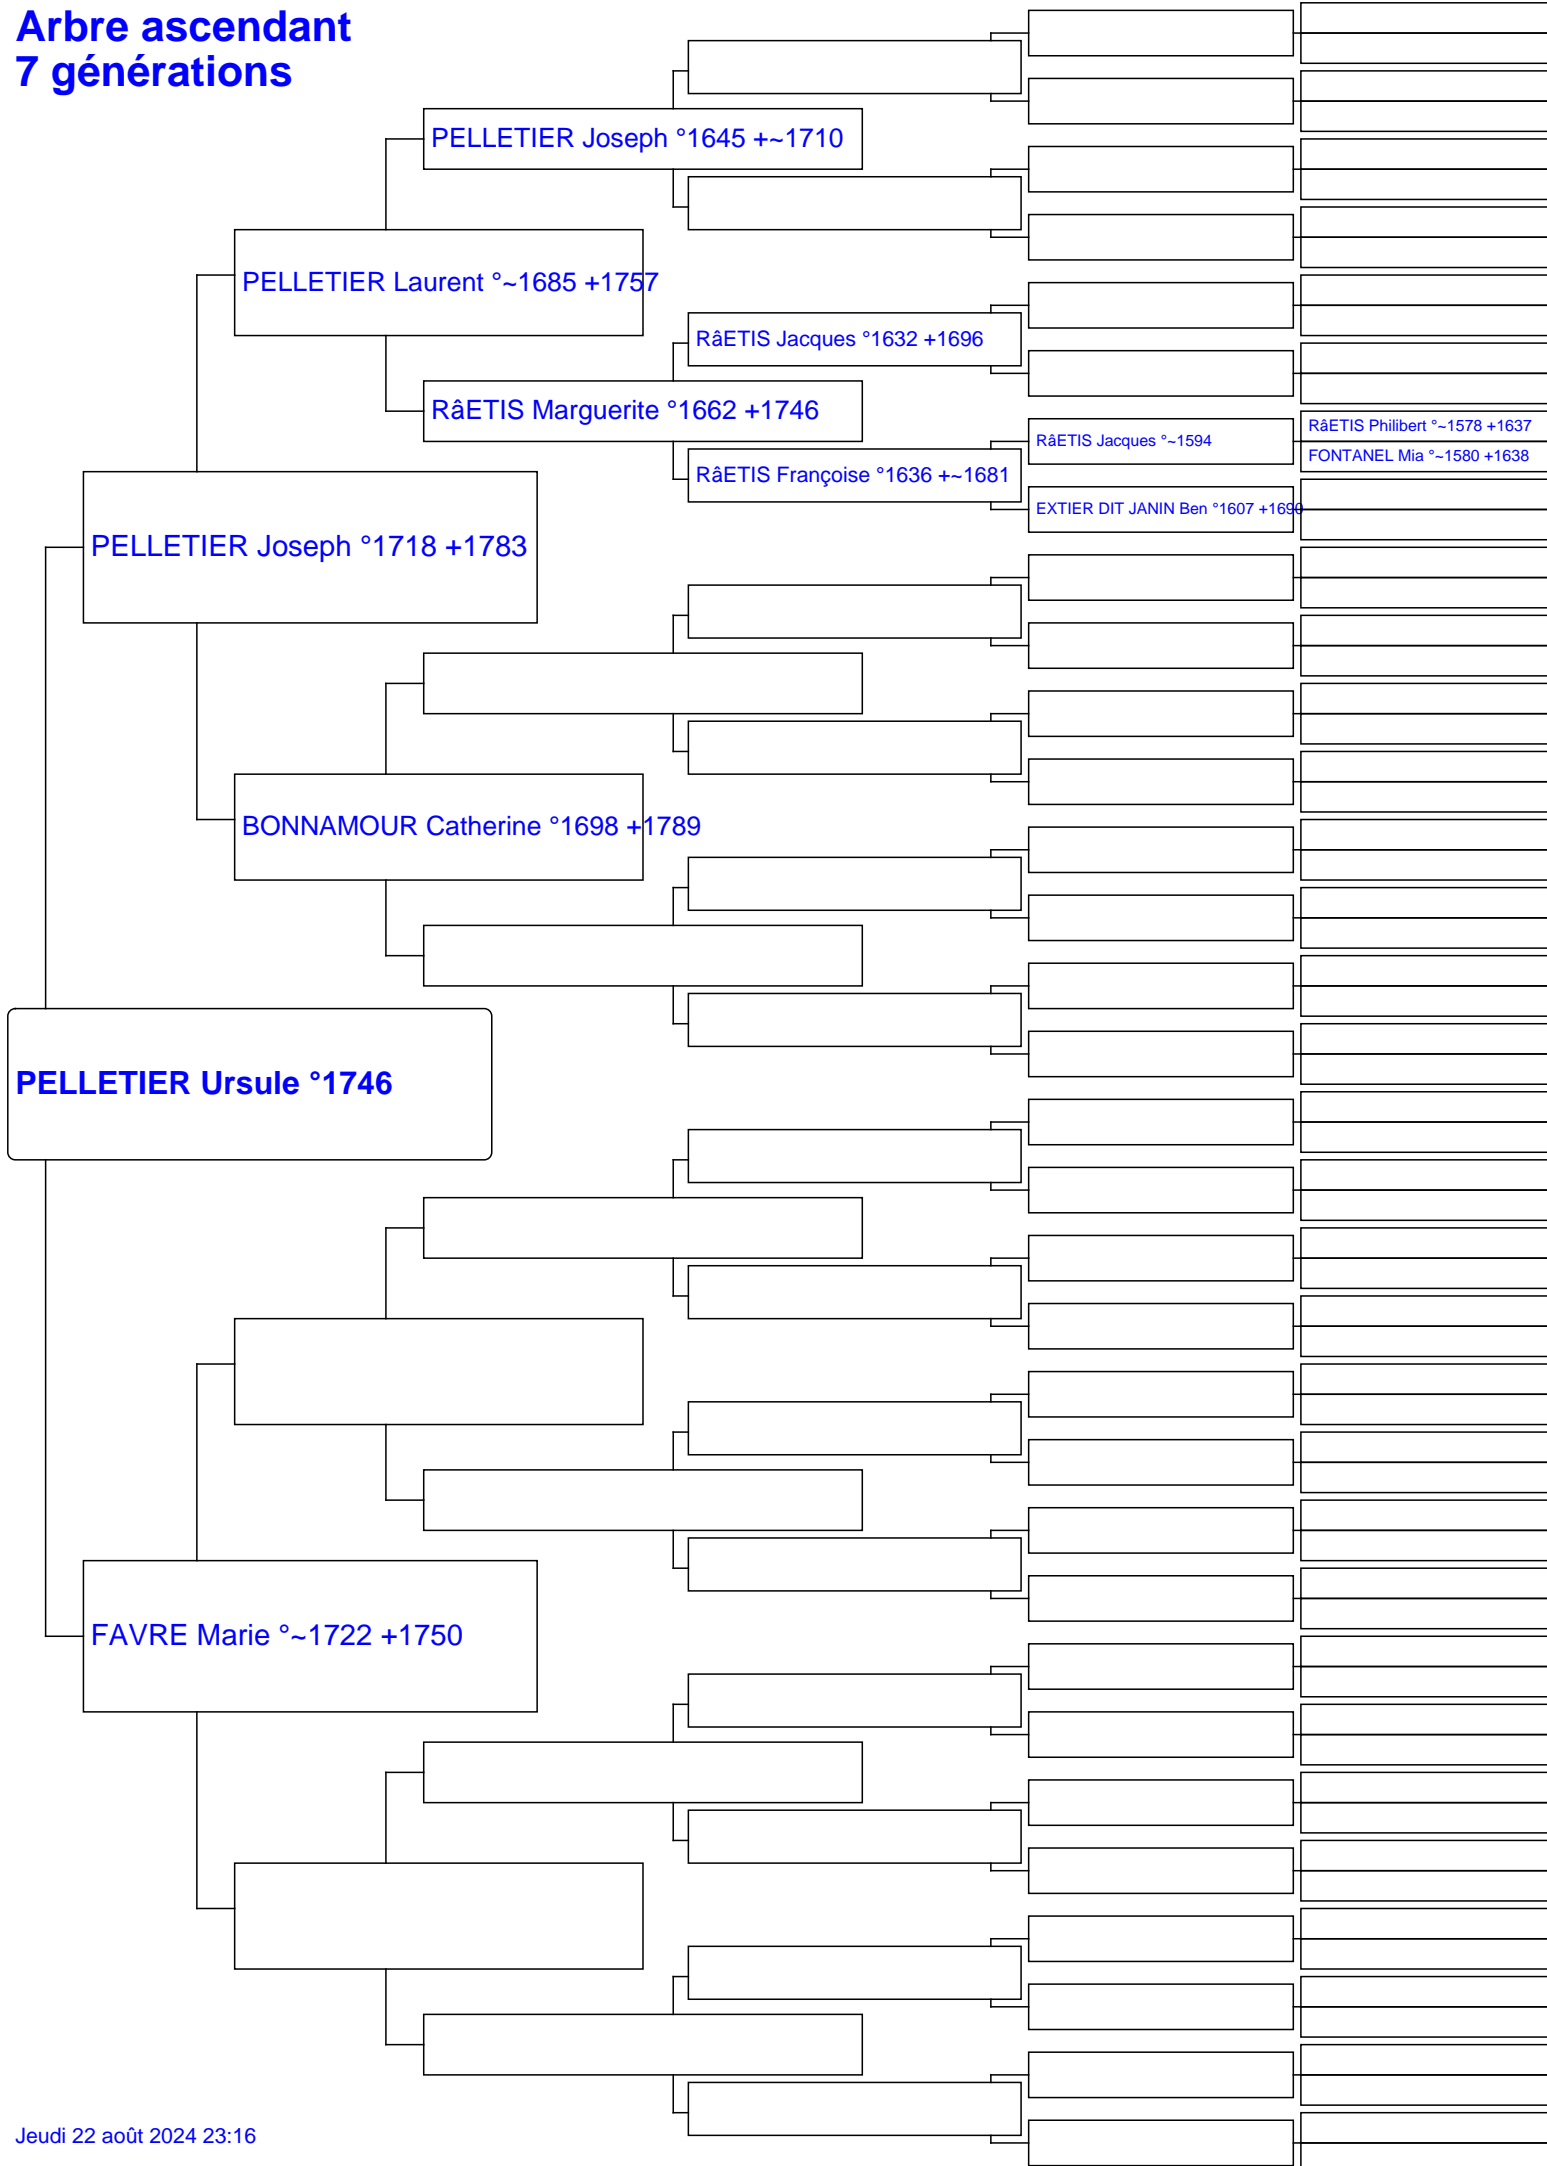 Arbre ascendant
7 générations
PELLETIER Joseph °1645 +~1710
PELLETIER Laurent °~1685 +1757
RâETIS Jacques °1632 +1696
RâETIS Marguerite °1662 +1746
RâETIS Philibert °~1578 +1637
RâETIS Jacques °~1594
FONTANEL Mia °~1580 +1638
RâETIS Françoise °1636 +~1681
EXTIER DIT JANIN Ben °1607 +1690
PELLETIER Joseph °1718 +1783
BONNAMOUR Catherine °1698 +1789
PELLETIER Ursule °1746
FAVRE Marie °~1722 +1750
Jeudi 22 août 2024 23:16